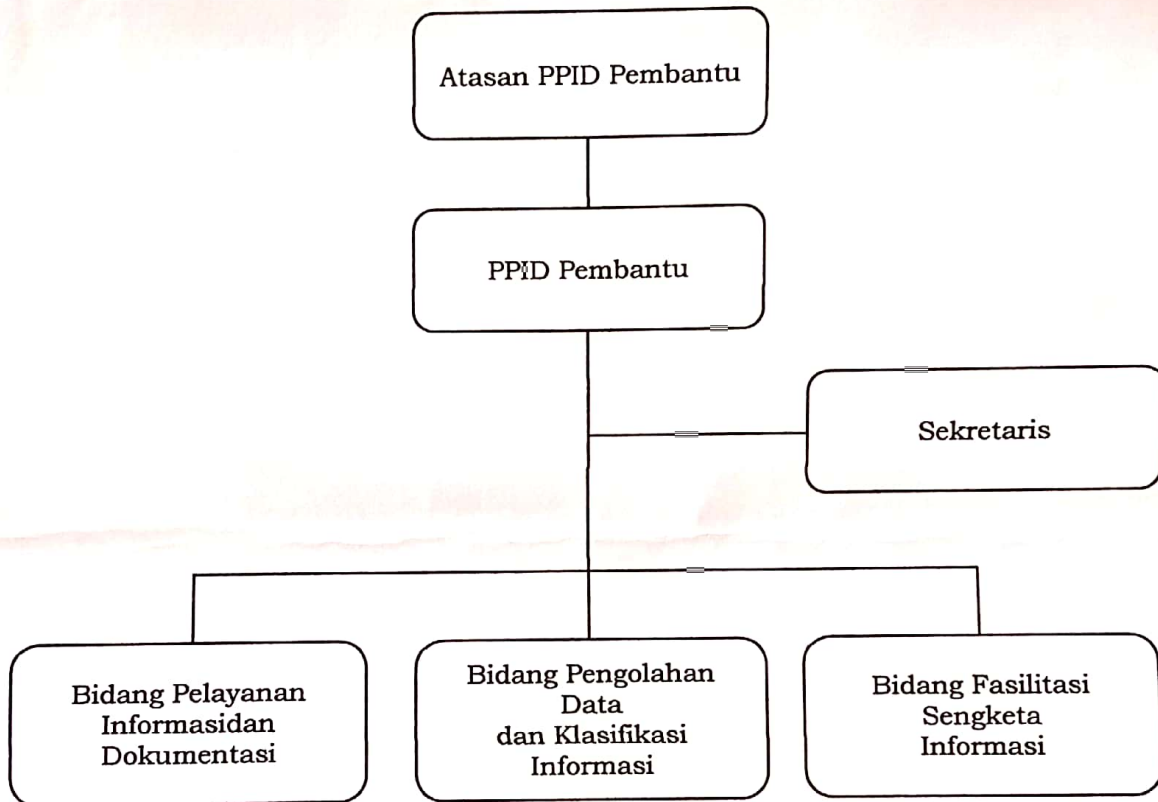 Atasan PPID Pembantu
PPID Pembantu
Sekretaris
Bidang Pelayanan
Informasidan
Dokumentasi
Bidang Pengolahan
Data
dan Klasifikasi
Informasi
Bidang Fasilitasi
Sengketa
Informasi